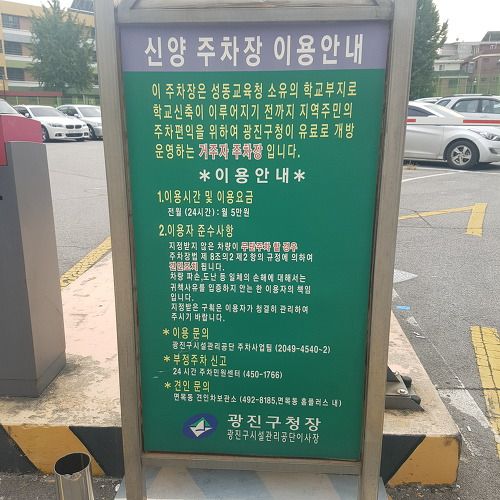 신양 주차장 이용안내
이 주차장은 성동교육청 소유의 학교부지로
학교신축이 이루어지기 전까지 지역주민의
주차편익을 위하여 광진구청이 유료로 개방
운영하는 거주자 주차장 입니다.
*이용안내*
1.이용시간 및 이용요금
전월 (24시간) : 월 5만원
2.이용자 준수사항
지정받지 않은 차량이 무단주차 할 경우
주차장법 제 8조의2 제2 항의 규정에 의하여
견인조치 됩니다.
차량 파손,도난 등 일체의 손해에 대해서는
귀책사유를 입증하지 안는 한 이용자의 책임
입니다.
지정받은 구획은 이용자가 청결히 관리하여
주시기 바랍니다.
*이용 문의
광진구시설관리공단 주차사업팀 (2049-4540~2)
*부정주차 신고
24 시간 주차민원센터 (450-1766)
*견인 문의
면목동 견인차보관소 (492-8185,면목동 홈플러스 내)
광진구청장
광진구시설관리공단이사장